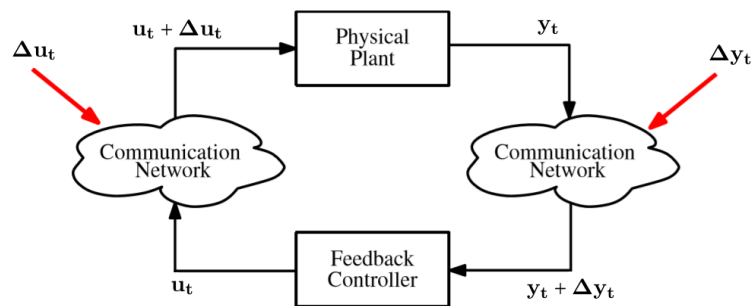 u_t + Δu_t
Physical
Plant
y_t
Δu_t
Δy_t
Communication
Network
Communication
Network
Feedback
Controller
u_t
y_t + Δy_t